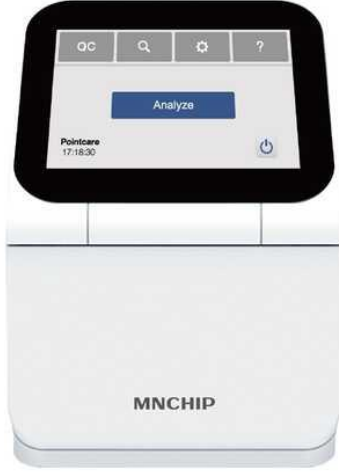 QC
?
Analyze
Pointcare
17:18:30
MNCHIP